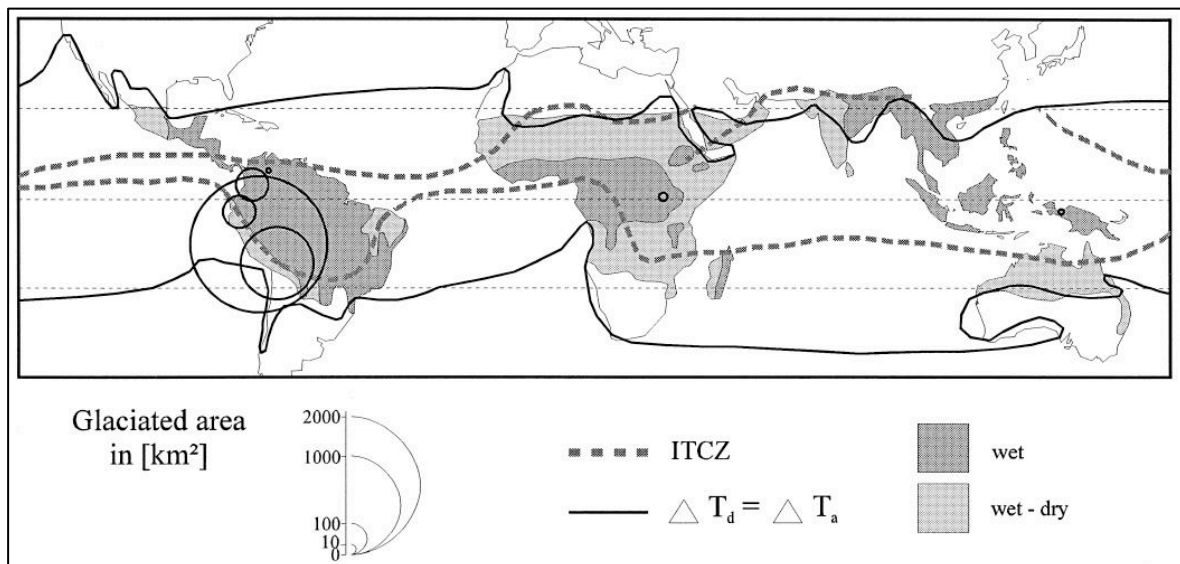 Glaciated area
in [km²]
2000
1000
100
10
0
ITCZ
△ T_d = △ T_a
wet
wet - dry